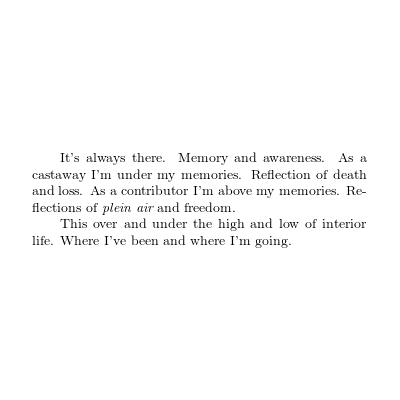 It's always there. Memory and awareness. As a
castaway I'm under my memories. Reflection of death
and loss. As a contributor I'm above my memories. Re-
flections of plein air and freedom.
This over and under the high and low of interior
life. Where I've been and where I'm going.